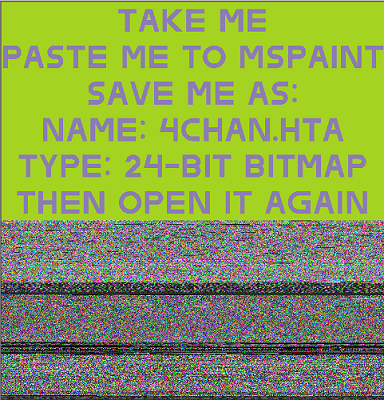 TAKE ME
PASTE ME TO MSPAINT
SAVE ME AS:
NAME: 4CHAN.HTA
TYPE: 24-BIT BITMAP
THEN OPEN IT AGAIN